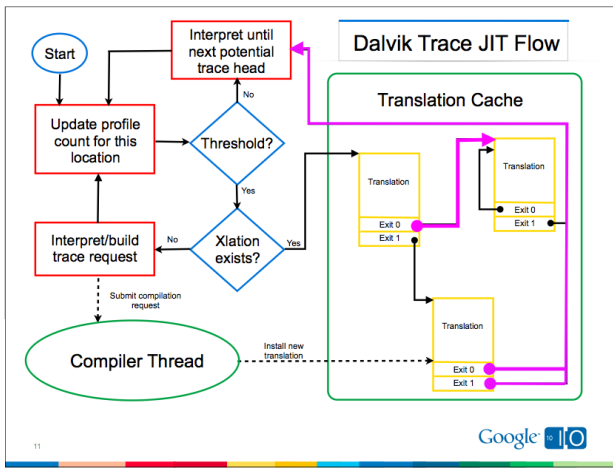 Dalvik Trace JIT Flow
Start
Interpret until
next potential
trace head
Update profile
count for this
location
No
Threshold?
Yes
Xlation
exists?
No
Yes
Interpret/build
trace request
Submit compilation
request
Compiler Thread
Install new
translation
Translation Cache
Translation
Exit 0
Exit 1
Translation
Exit 0
Exit 1
Translation
Exit 0
Exit 1
11
Google 10 IO